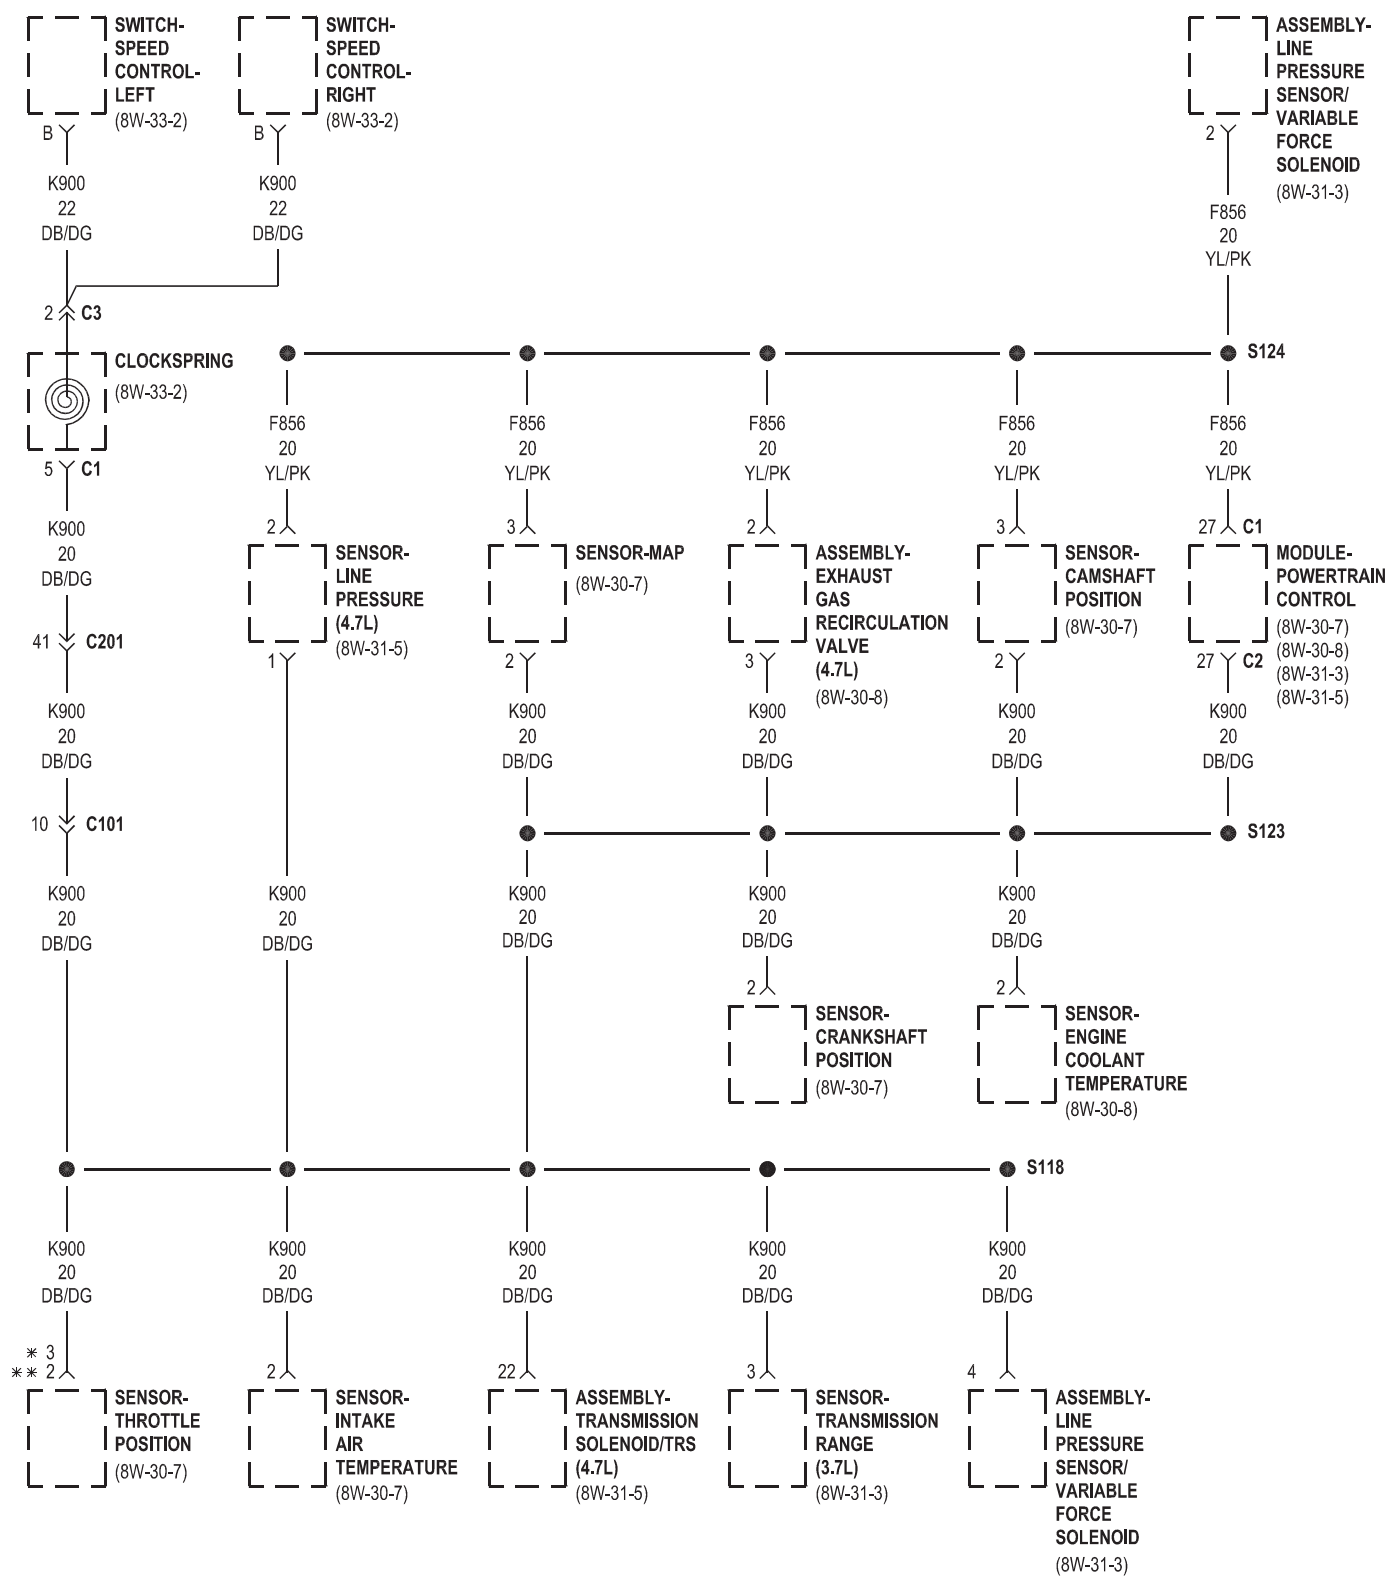 SWITCH-
SPEED
CONTROL-
LEFT
(8W-33-2)
SWITCH-
SPEED
CONTROL-
RIGHT
(8W-33-2)
ASSEMBLY-
LINE
PRESSURE
SENSOR/
VARIABLE
FORCE
SOLENOID
(8W-31-3)
B
B
2
K900
22
DB/DG
K900
22
DB/DG
F856
20
YL/PK
2 C3
CLOCKSPRING
(8W-33-2)
S124
5 C1
F856
20
YL/PK
F856
20
YL/PK
F856
20
YL/PK
F856
20
YL/PK
F856
20
YL/PK
K900
20
DB/DG
2
3
2
3
27 C1
SENSOR-
LINE
PRESSURE
(4.7L)
(8W-31-5)
SENSOR-MAP
(8W-30-7)
ASSEMBLY-
EXHAUST
GAS
RECIRCULATION
VALVE
(4.7L)
(8W-30-8)
SENSOR-
CAMSHAFT
POSITION
(8W-30-7)
MODULE-
POWERTRAIN
CONTROL
(8W-30-7)
(8W-30-8)
(8W-31-3)
(8W-31-5)
41 C201
1
2
3
2
27 C2
K900
20
DB/DG
K900
20
DB/DG
K900
20
DB/DG
K900
20
DB/DG
K900
20
DB/DG
10 C101
S123
K900
20
DB/DG
K900
20
DB/DG
K900
20
DB/DG
K900
20
DB/DG
K900
20
DB/DG
2
2
SENSOR-
CRANKSHAFT
POSITION
(8W-30-7)
SENSOR-
ENGINE
COOLANT
TEMPERATURE
(8W-30-8)
S118
K900
20
DB/DG
K900
20
DB/DG
K900
20
DB/DG
K900
20
DB/DG
K900
20
DB/DG
* 3
** 2
2
22
3
4
SENSOR-
THROTTLE
POSITION
(8W-30-7)
SENSOR-
INTAKE
AIR
TEMPERATURE
(8W-30-7)
ASSEMBLY-
TRANSMISSION
SOLENOID/TRS
(4.7L)
(8W-31-5)
SENSOR-
TRANSMISSION
RANGE
(3.7L)
(8W-31-3)
ASSEMBLY-
LINE
PRESSURE
SENSOR/
VARIABLE
FORCE
SOLENOID
(8W-31-3)